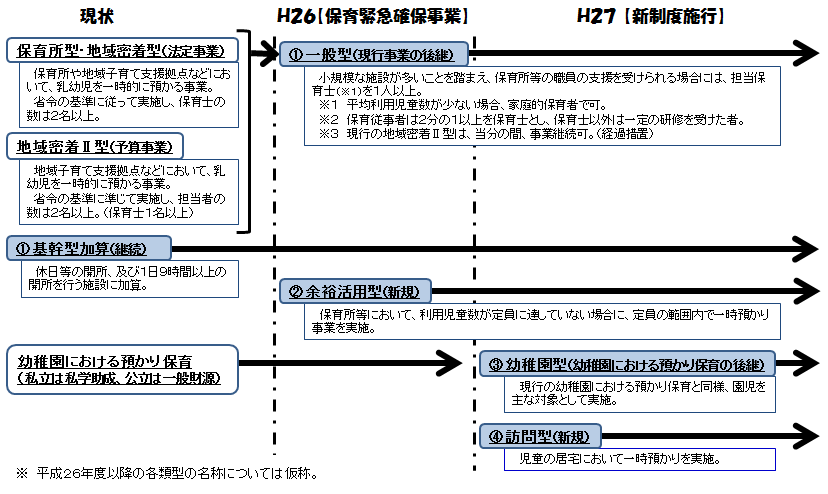 現状
H26【保育緊急確保事業】
H27 【新制度施行】
保育所型・地域密着型(法定事業)
保育所や地域子育て支援拠点などにお
いて、乳幼児を一時的に預かる事業。
省令の基準に従って実施し、保育士の
数は2名以上。
地域密着Ⅱ型(予算事業)
地域子育て支援拠点などにおいて、乳
幼児を一時的に預かる事業。
省令の基準に準じて実施し、担当者の
数は2名以上。(保育士1名以上)
①一般型(現行事業の後継)
小規模な施設が多いことを踏まえ、保育所等の職員の支援を受けられる場合には、担当保
育士(※1)を1人以上。
※1 平均利用児童数が少ない場合、家庭的保育者で可。
※2 保育従事者は2分の1以上を保育士とし、保育士以外は一定の研修を受けた者。
※3 現行の地域密着Ⅱ型は、当分の間、事業継続可。(経過措置)
①基幹型加算(継続)
休日等の開所、及び1日9時間以上の
開所を行う施設に加算。
②余裕活用型(新規)
保育所等において、利用児童数が定員に達していない場合に、定員の範囲内で一時預かり
事業を実施。
幼稚園における預かり保育
(私立は私学助成、公立は一般財源)
③幼稚園型(幼稚園における預かり保育の後継)
現行の幼稚園における預かり保育と同様、園児を
主な対象として実施。
④訪問型(新規)
児童の居宅において一時預かりを実施。
※ 平成26年度以降の各類型の名称については仮称。